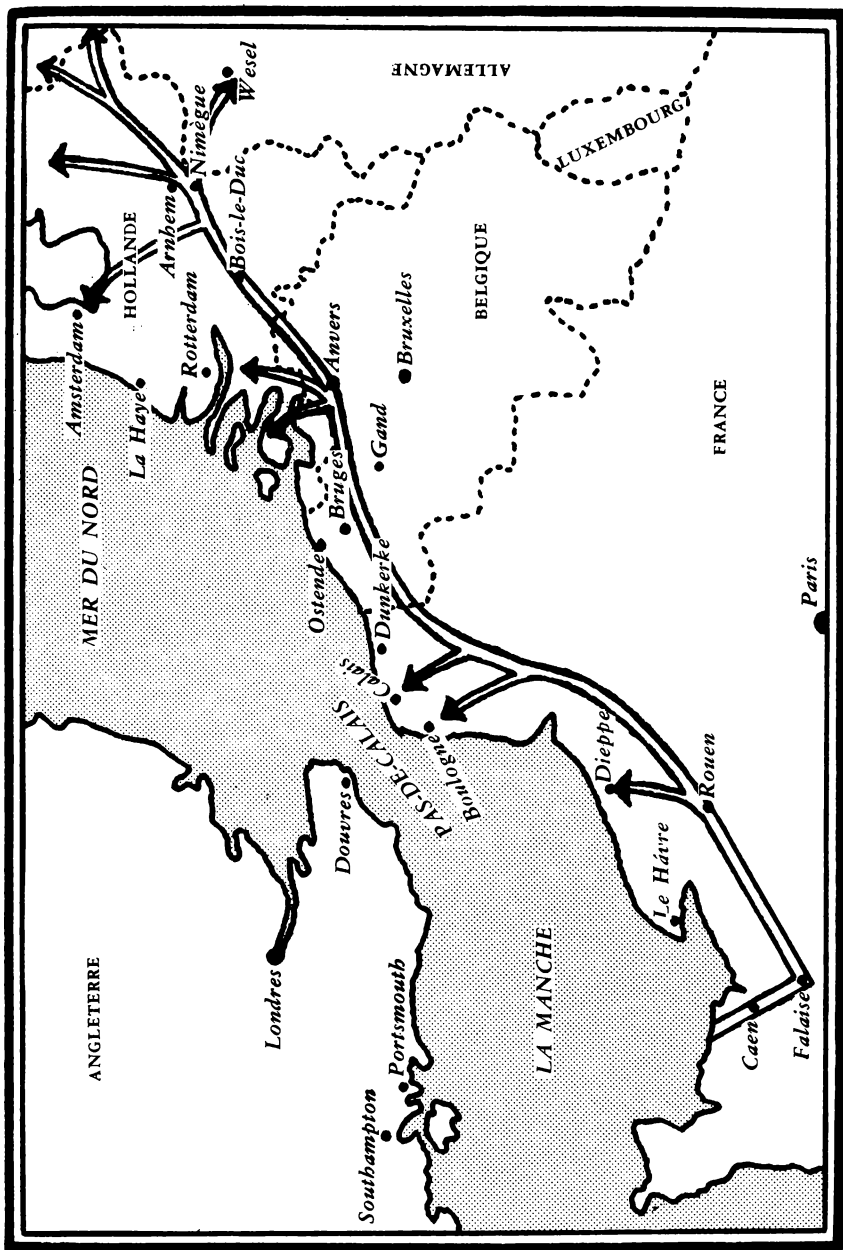 ANGLETERRE
MER DU NORD
Amsterdam
La Haye
HOLLANDE
Rotterdam
Arnhem
Nimègue
Wesel
Bois-le-Duc
ALLEMAGNE
Londres
Douvres
Ostende
Bruges
Anvers
Gand
Bruxelles
BELGIQUE
LUXEMBOURG
Southampton
Portsmouth
PAS-DE-CALAIS
Calais
Dunkerke
Boulogne
LA MANCHE
Dieppe
Le Hávre
Rouen
FRANCE
Caen
Falaise
Paris